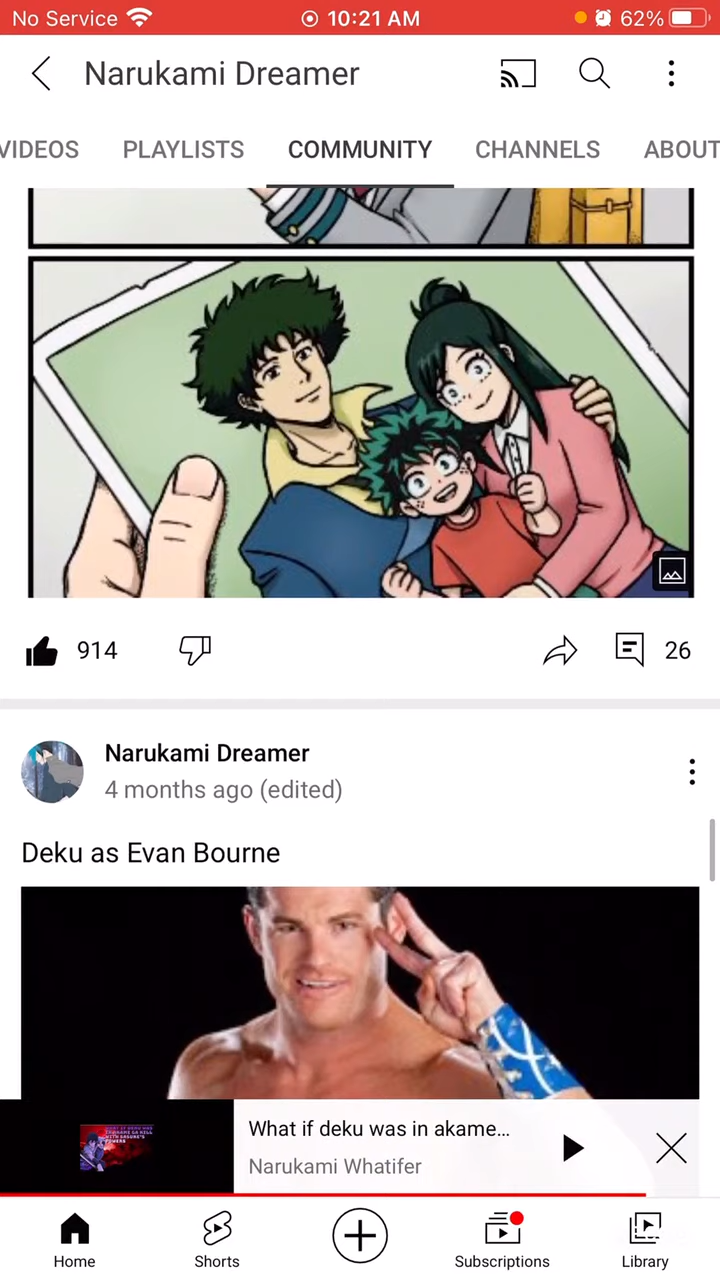 No Service 10:21 AM 62%
Narukami Dreamer
VIDEOS PLAYLISTS COMMUNITY CHANNELS ABOUT
914 26
Narukami Dreamer
4 months ago (edited)
Deku as Evan Bourne
What if deku was in akame...
Narukami Whatifer
Home Shorts Subscriptions Library